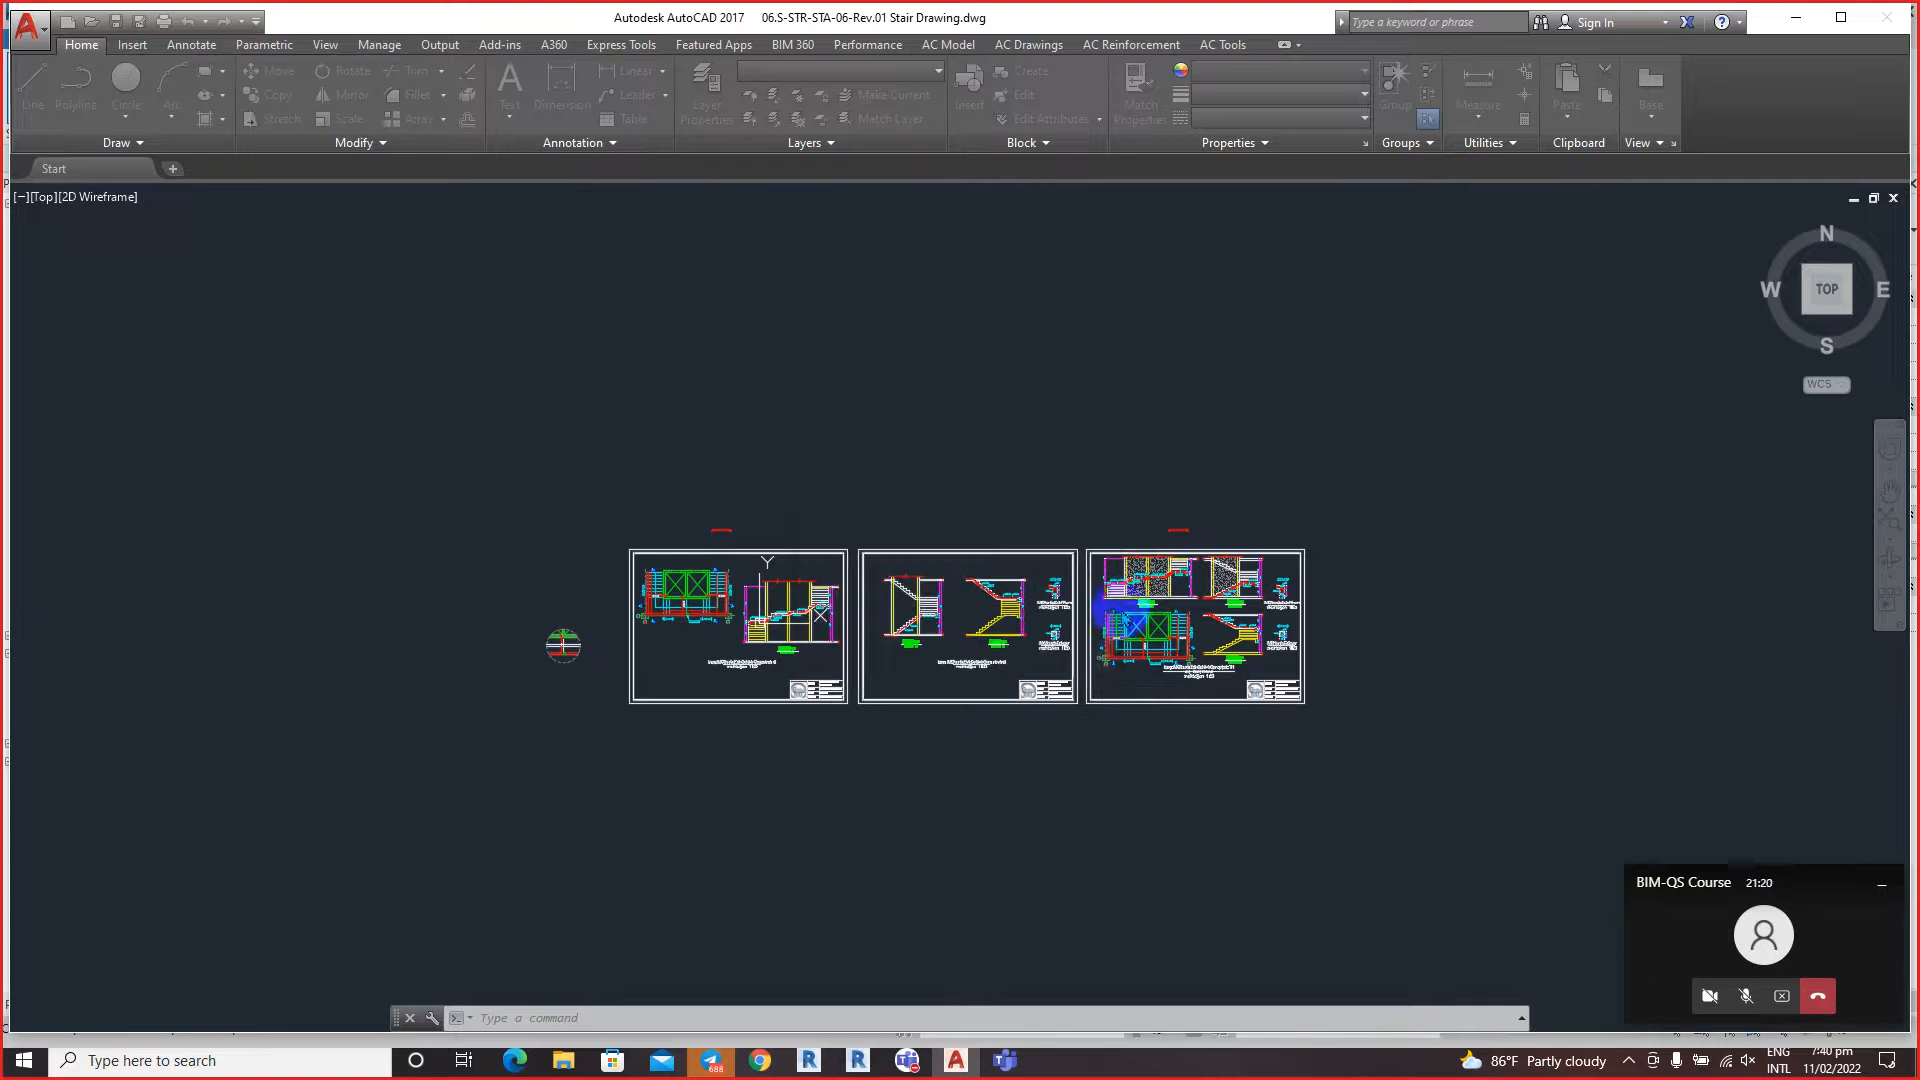 Autodesk AutoCAD 2017 06.S-STR-STA-06-Rev.01 Stair Drawing.dwg
Type a keyword or phrase
Sign In
Home Insert Annotate Parametric View Manage Output Add-ins A360 Express Tools Featured Apps BIM 360 Performance AC Model AC Drawings AC Reinforcement AC Tools
Line Polyline Circle Arc
Move Rotate Trim
Copy Mirror Fillet
Stretch Scale Array
Text Dimension
Linear
Leader
Table
Layer Properties
Make Current
Match Layer
Insert
Create
Edit
Edit Attributes
Match Properties
Group
Measure
Paste
Base
Draw Modify Annotation Layers Block Properties Groups Utilities Clipboard View
Start
[−][Top][2D Wireframe]
N
W TOP E
S
WCS
Y
X
BIM-QS Course 21:20
Type a command
Type here to search
688
86°F Partly cloudy
ENG
INTL
7:40 pm
11/02/2022